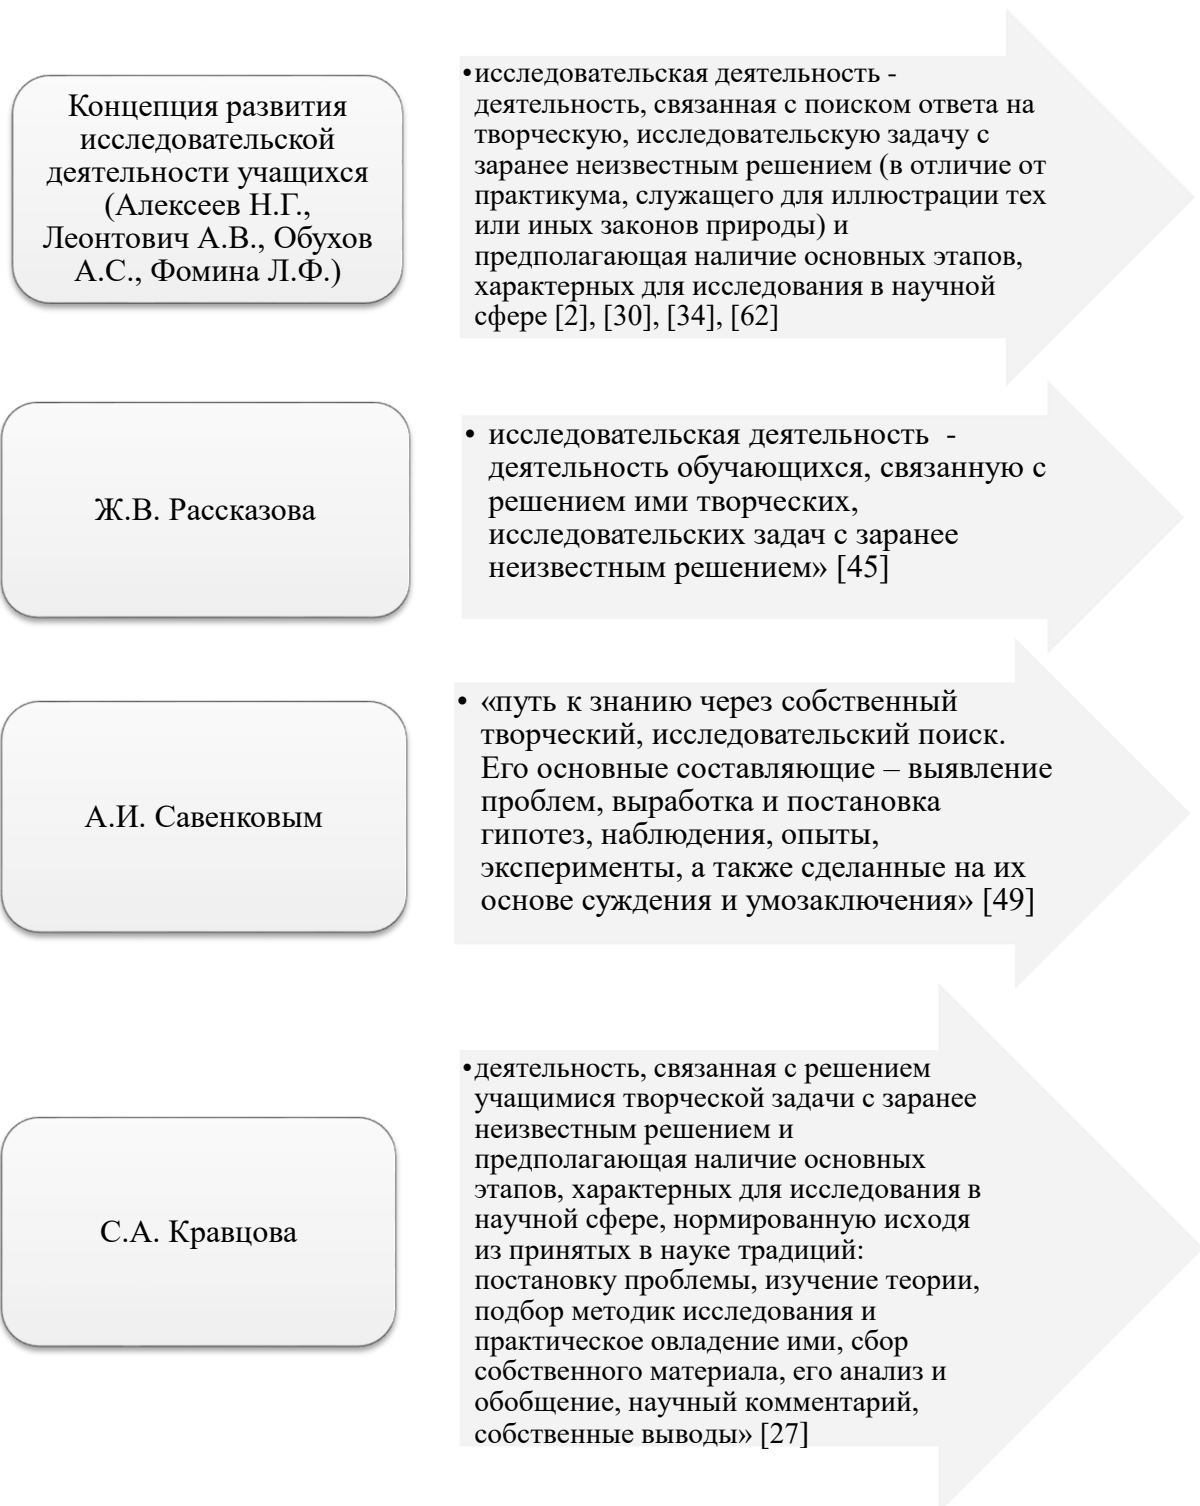 Концепция развития
исследовательской
деятельности учащихся
(Алексеев Н.Г.,
Леонтович А.В., Обухов
А.С., Фомина Л.Ф.)
•исследовательская деятельность -
деятельность, связанная с поиском ответа на
творческую, исследовательскую задачу с
заранее неизвестным решением (в отличие от
практикума, служащего для иллюстрации тех
или иных законов природы) и
предполагающая наличие основных этапов,
характерных для исследования в научной
сфере [2], [30], [34], [62]
Ж.В. Рассказова
• исследовательская деятельность -
деятельность обучающихся, связанную с
решением ими творческих,
исследовательских задач с заранее
неизвестным решением» [45]
А.И. Савенковым
• «путь к знанию через собственный
творческий, исследовательский поиск.
Его основные составляющие – выявление
проблем, выработка и постановка
гипотез, наблюдения, опыты,
эксперименты, а также сделанные на их
основе суждения и умозаключения» [49]
С.А. Кравцова
•деятельность, связанная с решением
учащимися творческой задачи с заранее
неизвестным решением и
предполагающая наличие основных
этапов, характерных для исследования в
научной сфере, нормированную исходя
из принятых в науке традиций:
постановку проблемы, изучение теории,
подбор методик исследования и
практическое овладение ими, сбор
собственного материала, его анализ и
обобщение, научный комментарий,
собственные выводы» [27]